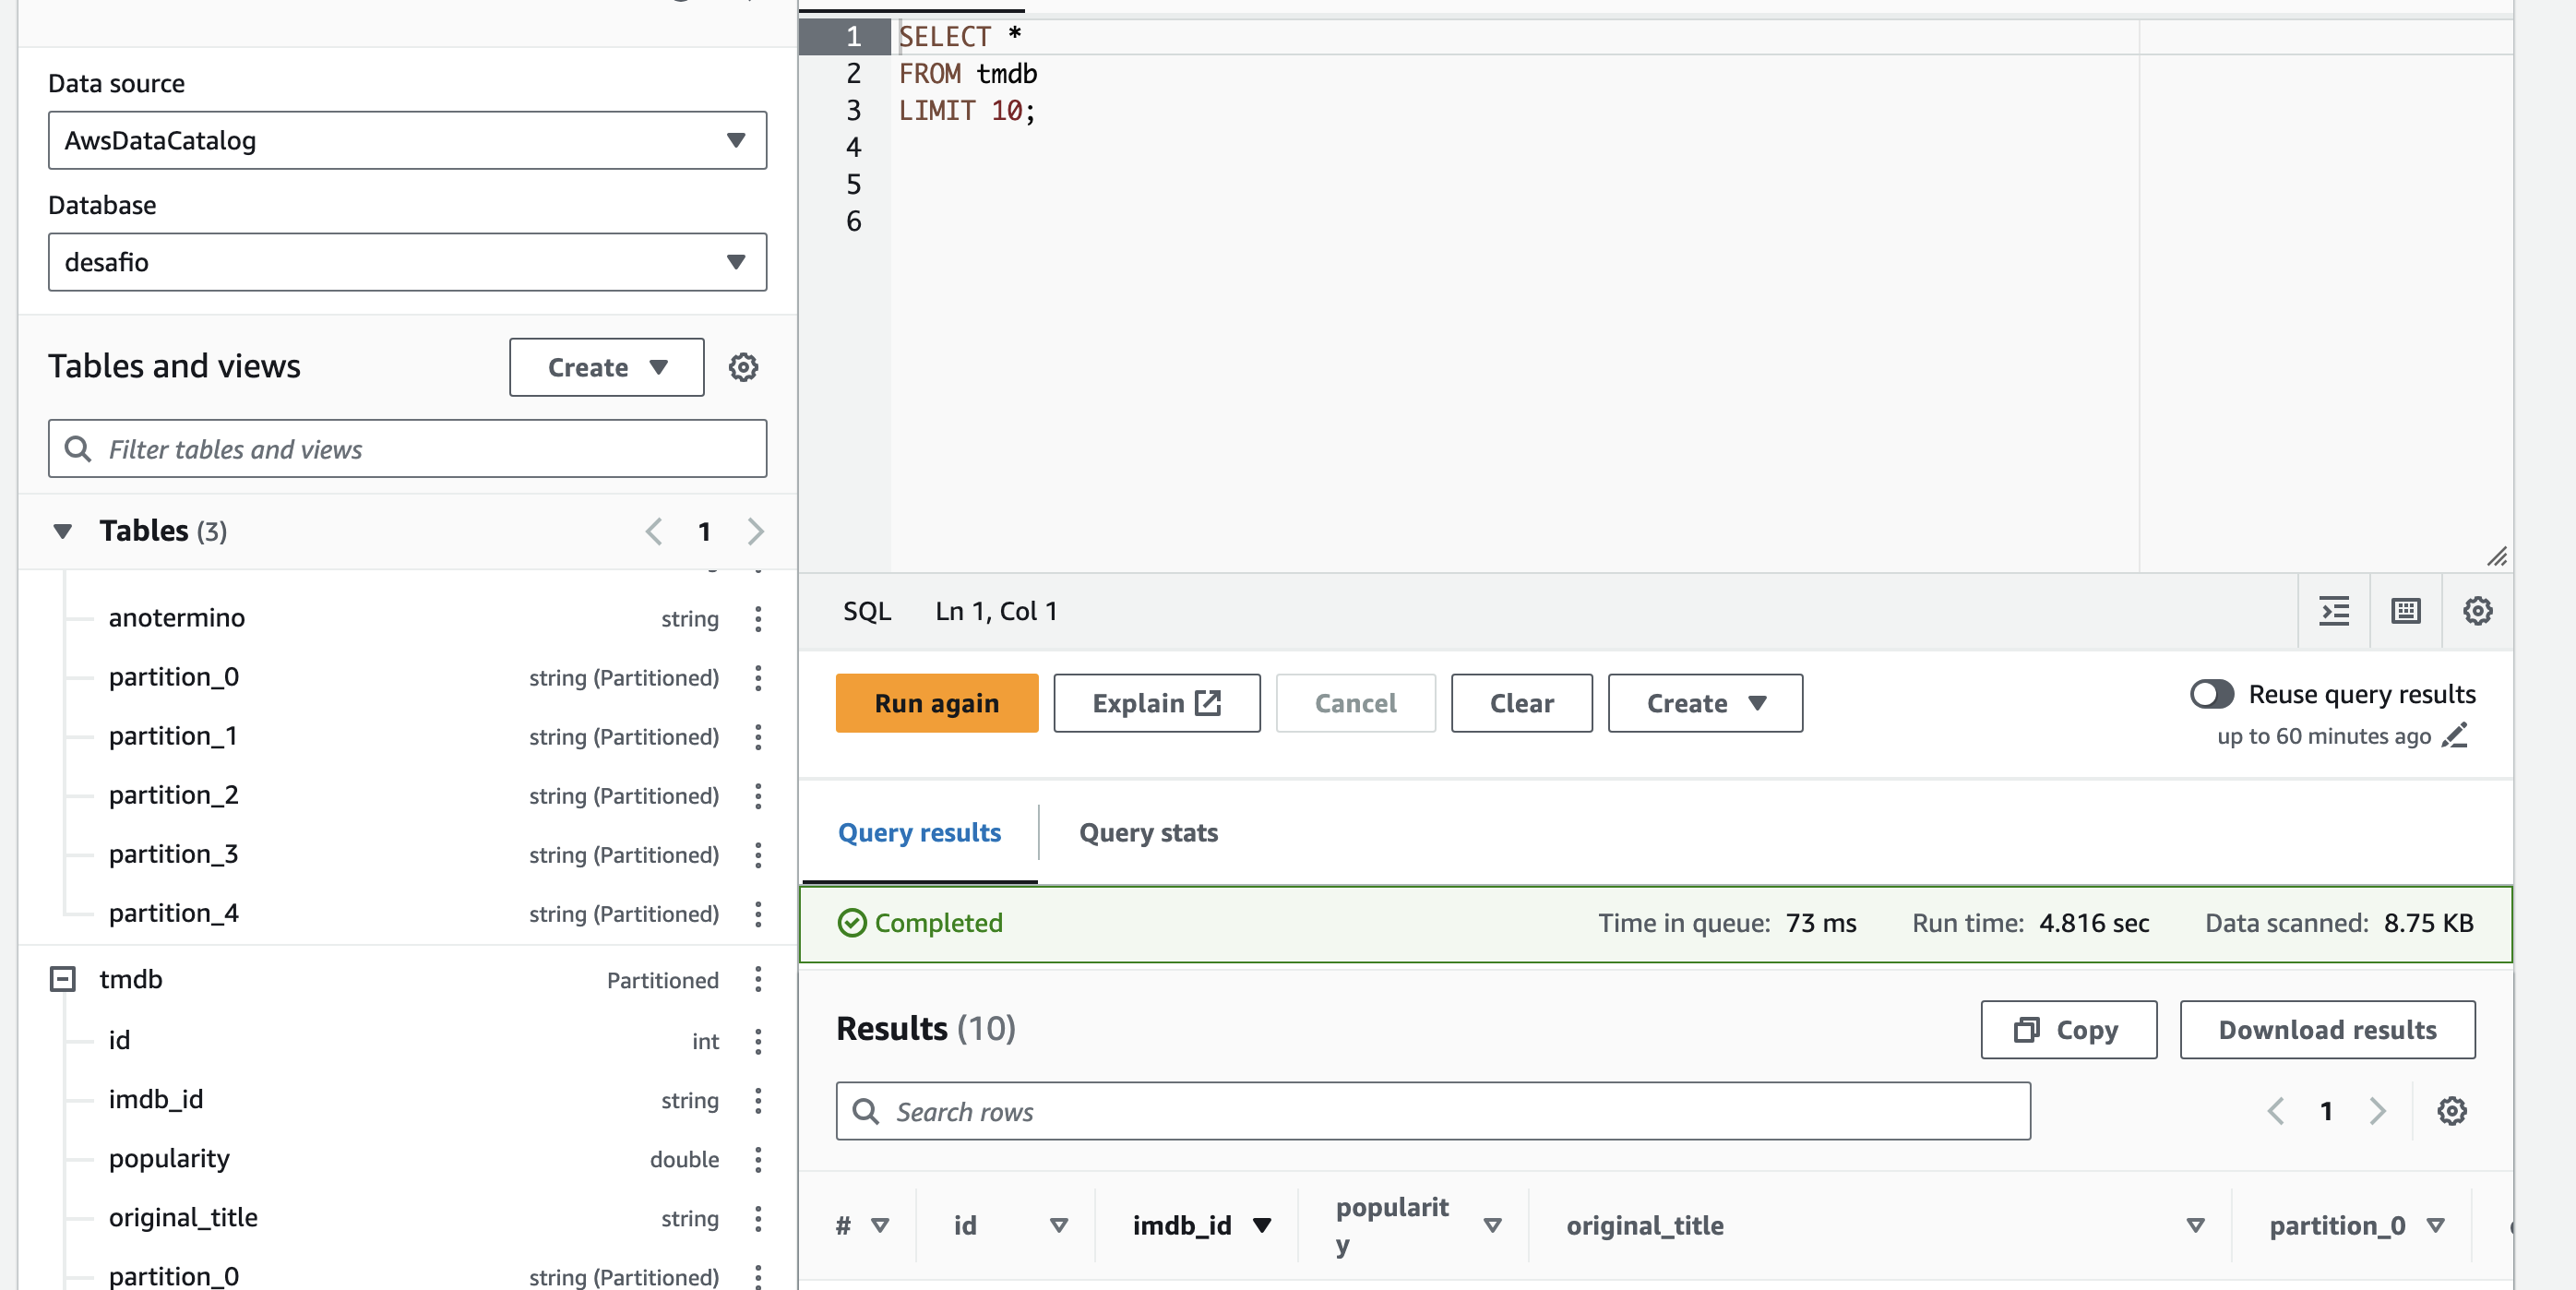 Data source
AwsDataCatalog
Database
desafio
Tables and views
Create
Filter tables and views
Tables (3)
1
anotermino string
partition_0 string (Partitioned)
partition_1 string (Partitioned)
partition_2 string (Partitioned)
partition_3 string (Partitioned)
partition_4 string (Partitioned)
tmdb Partitioned
id int
imdb_id string
popularity double
original_title string
partition_0 string (Partitioned)
1 SELECT *
2 FROM tmdb
3 LIMIT 10;
4
5
6
SQL Ln 1, Col 1
Run again Explain Cancel Clear Create
Reuse query results
up to 60 minutes ago
Query results Query stats
Completed Time in queue: 73 ms Run time: 4.816 sec Data scanned: 8.75 KB
Results (10) Copy Download results
Search rows 1
# id imdb_id popularit
y original_title partition_0